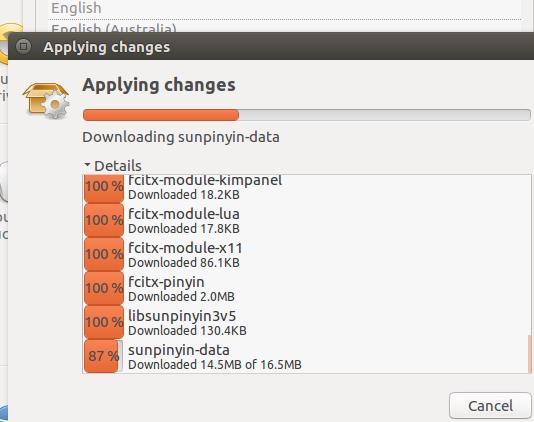 English
English (Australia)
Applying changes
Applying changes
Downloading sunpinyin-data
Details
100 % fcitx-module-kimpanel
Downloaded 18.2KB
100 % fcitx-module-lua
Downloaded 17.8KB
100 % fcitx-module-x11
Downloaded 86.1KB
100 % fcitx-pinyin
Downloaded 2.0MB
100 % libsunpinyin3v5
Downloaded 130.4KB
87 % sunpinyin-data
Downloaded 14.5MB of 16.5MB
Cancel